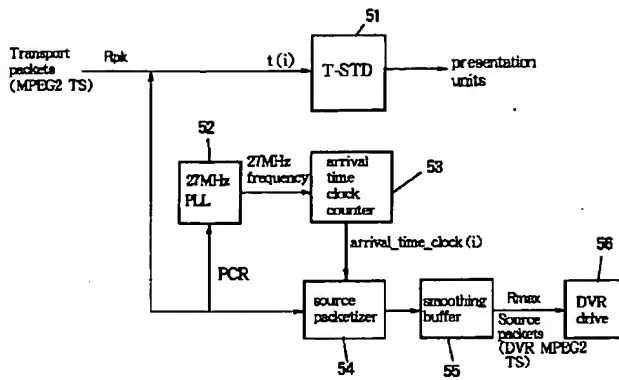 51
Transport
packets
(MPEG2 TS)
Rpk
t(i)
T-STD
presentation
units
52
27MHz
PLL
27MHz
frequency
arrival
time
clock
counter
53
arrival_time_clock(i)
PCR
source
packetizer
54
smoothing
buffer
55
Rmax
Source
packets
(DVR MPEG2
TS)
56
DVR
drive